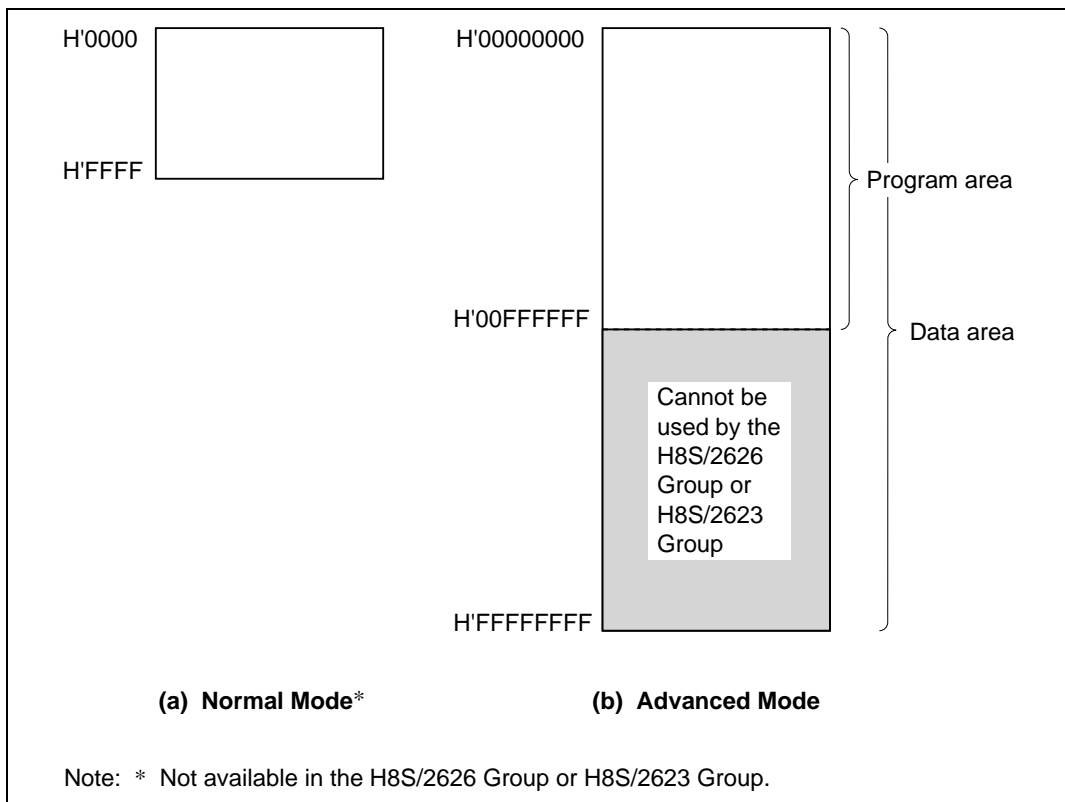 H'0000
H'FFFF
H'00000000
H'00FFFFFF
H'FFFFFFFF
Program area
Data area
Cannot be
used by the
H8S/2626
Group or
H8S/2623
Group
(a) Normal Mode*
(b) Advanced Mode
Note: * Not available in the H8S/2626 Group or H8S/2623 Group.